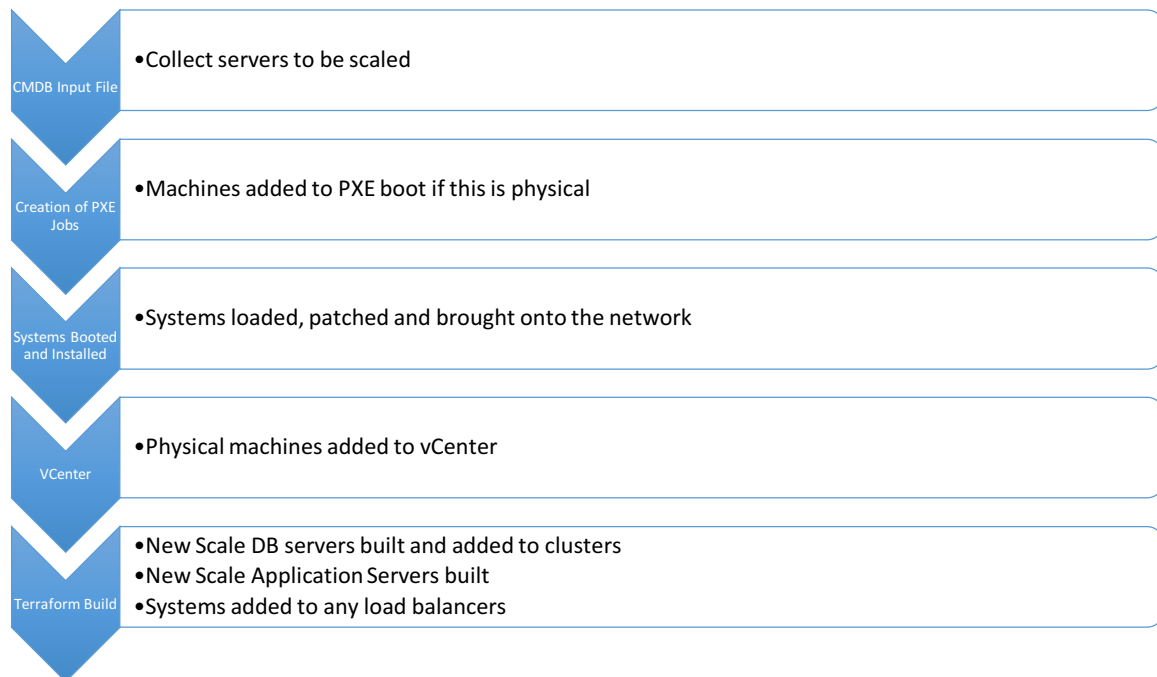 CMDB Input File
•Collect servers to be scaled
Creation of PXE
Jobs
•Machines added to PXE boot if this is physical
Systems Booted
and Installed
•Systems loaded, patched and brought onto the network
VCenter
•Physical machines added to vCenter
Terraform Build
•New Scale DB servers built and added to clusters
•New Scale Application Servers built
•Systems added to any load balancers